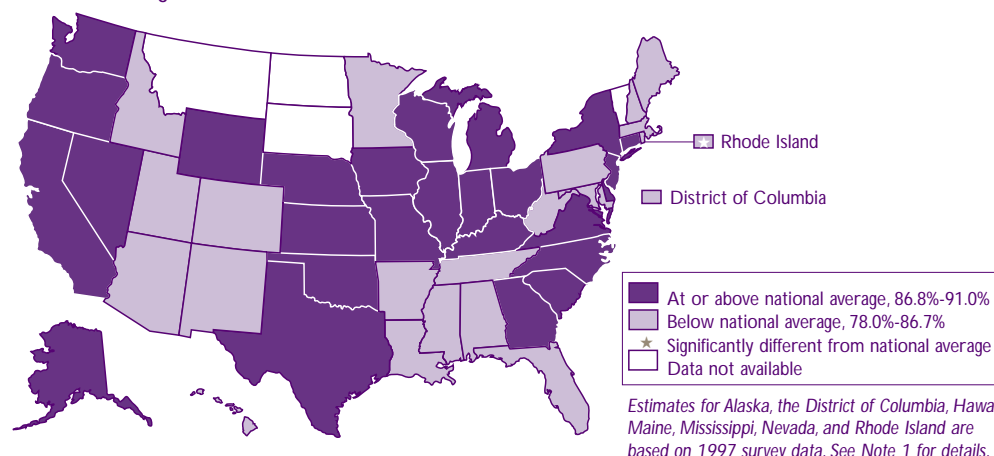 Rhode Island
District of Columbia
At or above national average, 86.8%-91.0%
Below national average, 78.0%-86.7%
Significantly different from national average
Data not available
Estimates for Alaska, the District of Columbia, Hawa
Maine, Mississippi, Nevada, and Rhode Island are
based on 1997 survey data. See Note 1 for details.